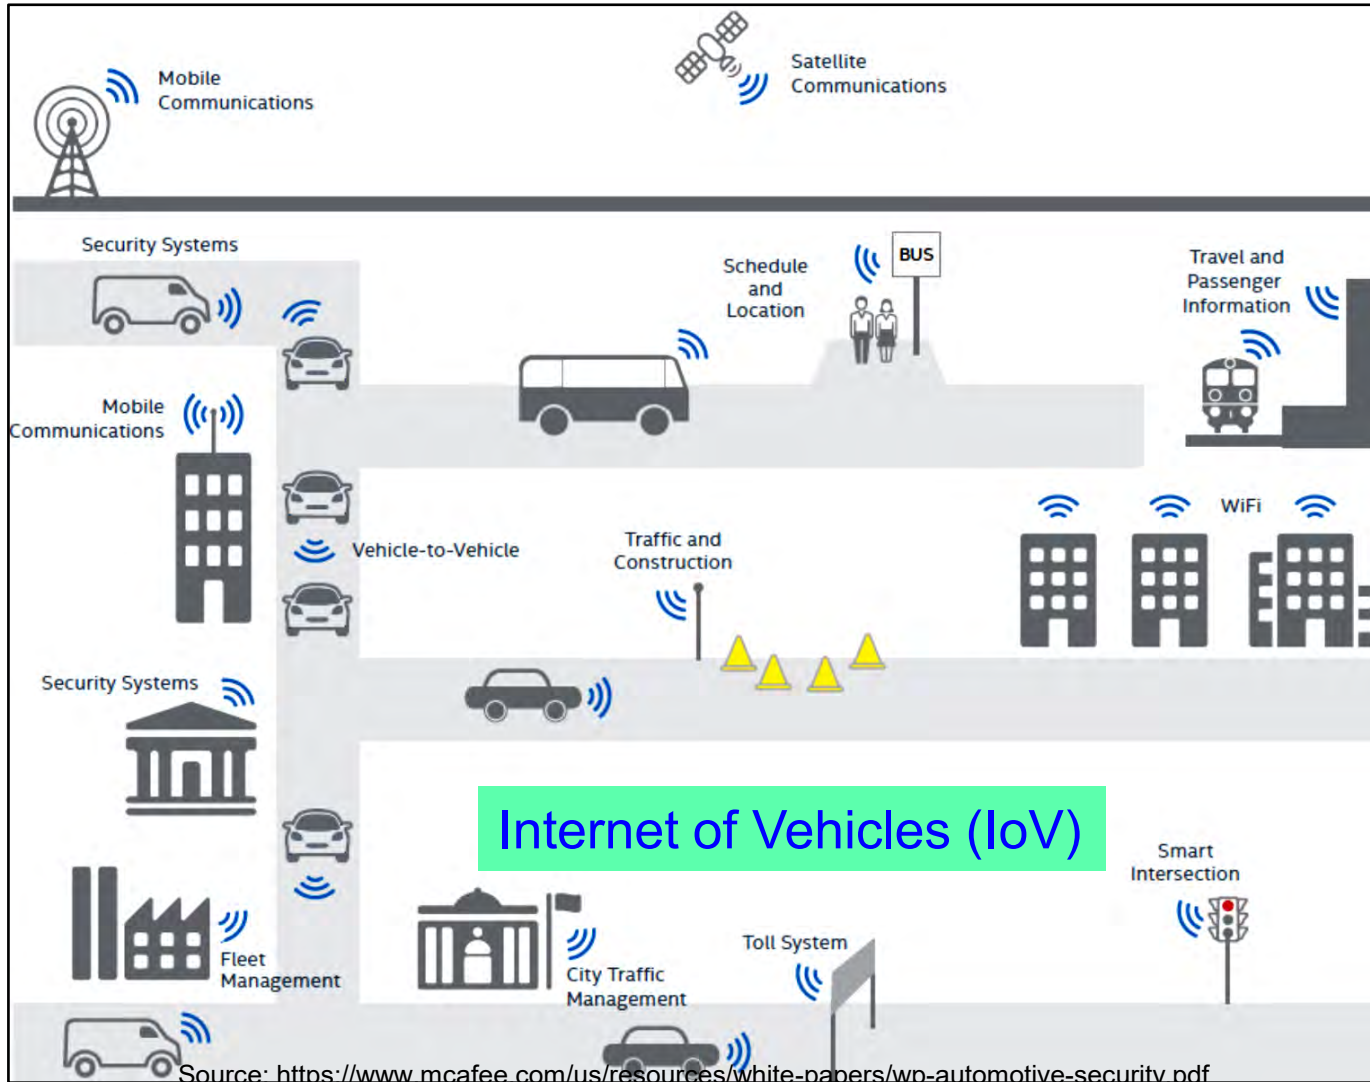 Mobile
Communications
Satellite
Communications
Security Systems
Schedule
and
Location
BUS
Travel and
Passenger
Information
Mobile
Communications
WiFi
Vehicle-to-Vehicle
Traffic and
Construction
Security Systems
Internet of Vehicles (IoV)
Smart
Intersection
Fleet
Management
City Traffic
Management
Toll System
Source: https://www.mcafee.com/us/resources/white-papers/wp-automotive-security.pdf